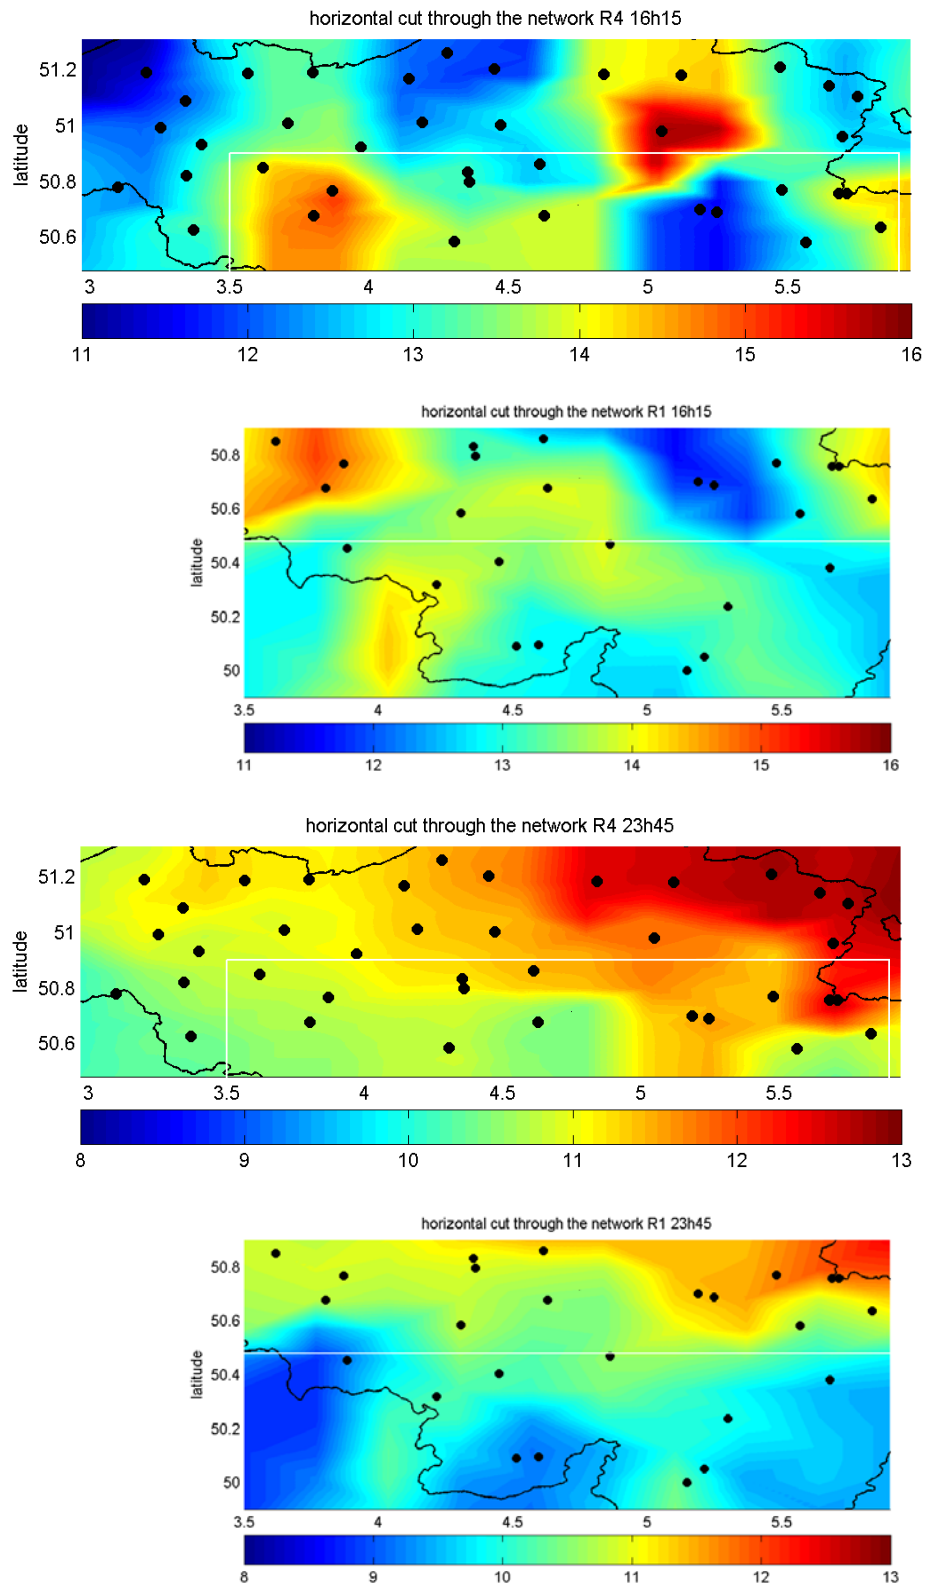 horizontal cut through the network R4 16h15
51.2
51
50.8
50.6
latitude
3 3.5 4 4.5 5 5.5
11 12 13 14 15 16
horizontal cut through the network R1 16h15
50.8
50.6
50.4
50.2
50
latitude
3.5 4 4.5 5 5.5
11 12 13 14 15 16
horizontal cut through the network R4 23h45
51.2
51
50.8
50.6
latitude
3 3.5 4 4.5 5 5.5
8 9 10 11 12 13
horizontal cut through the network R1 23h45
50.8
50.6
50.4
50.2
50
latitude
3.5 4 4.5 5 5.5
8 9 10 11 12 13